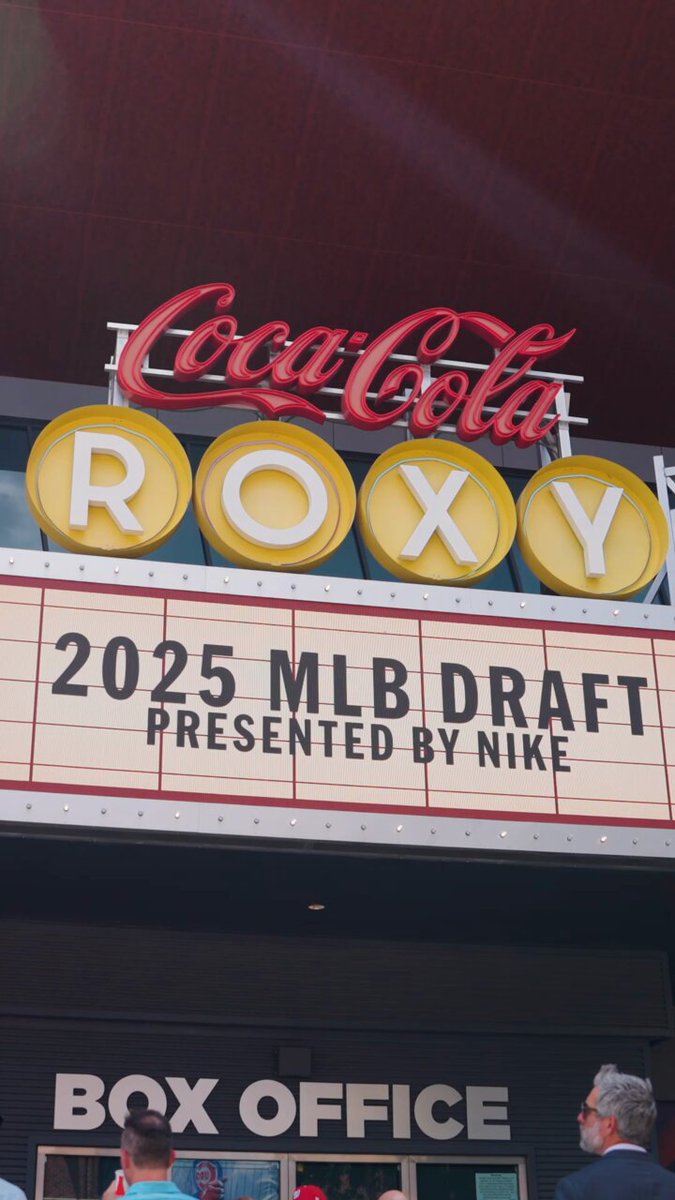 Coca-Cola
ROXY
2025 MLB DRAFT
PRESENTED BY NIKE
BOX OFFICE